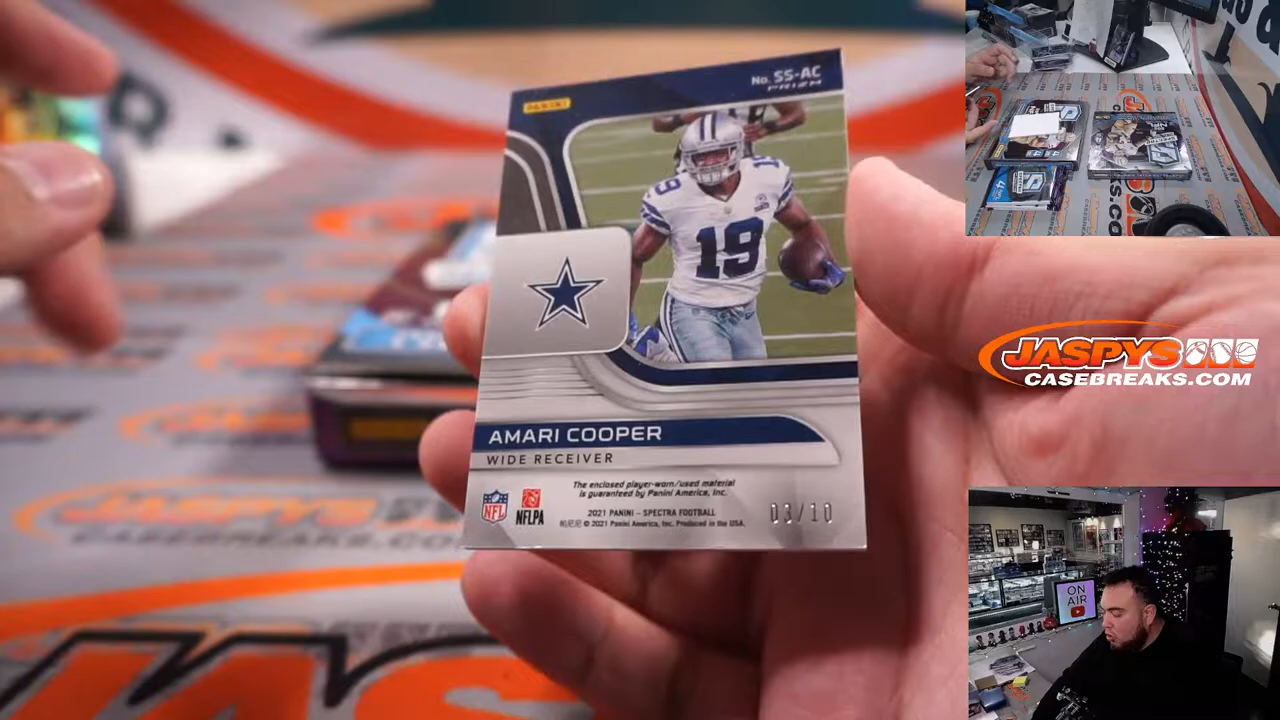 PANINI
No. SS-AC
PRIZM
19
19
AMARI COOPER
WIDE RECEIVER
The enclosed player-worn/used material
is guaranteed by Panini America, Inc.
NFL
NFLPA
2021 PANINI – SPECTRA FOOTBALL
© 2021 Panini America, Inc. Produced in the USA.
03/10
JASPYS
CASEBREAKS.COM
ON
AIR
JAS